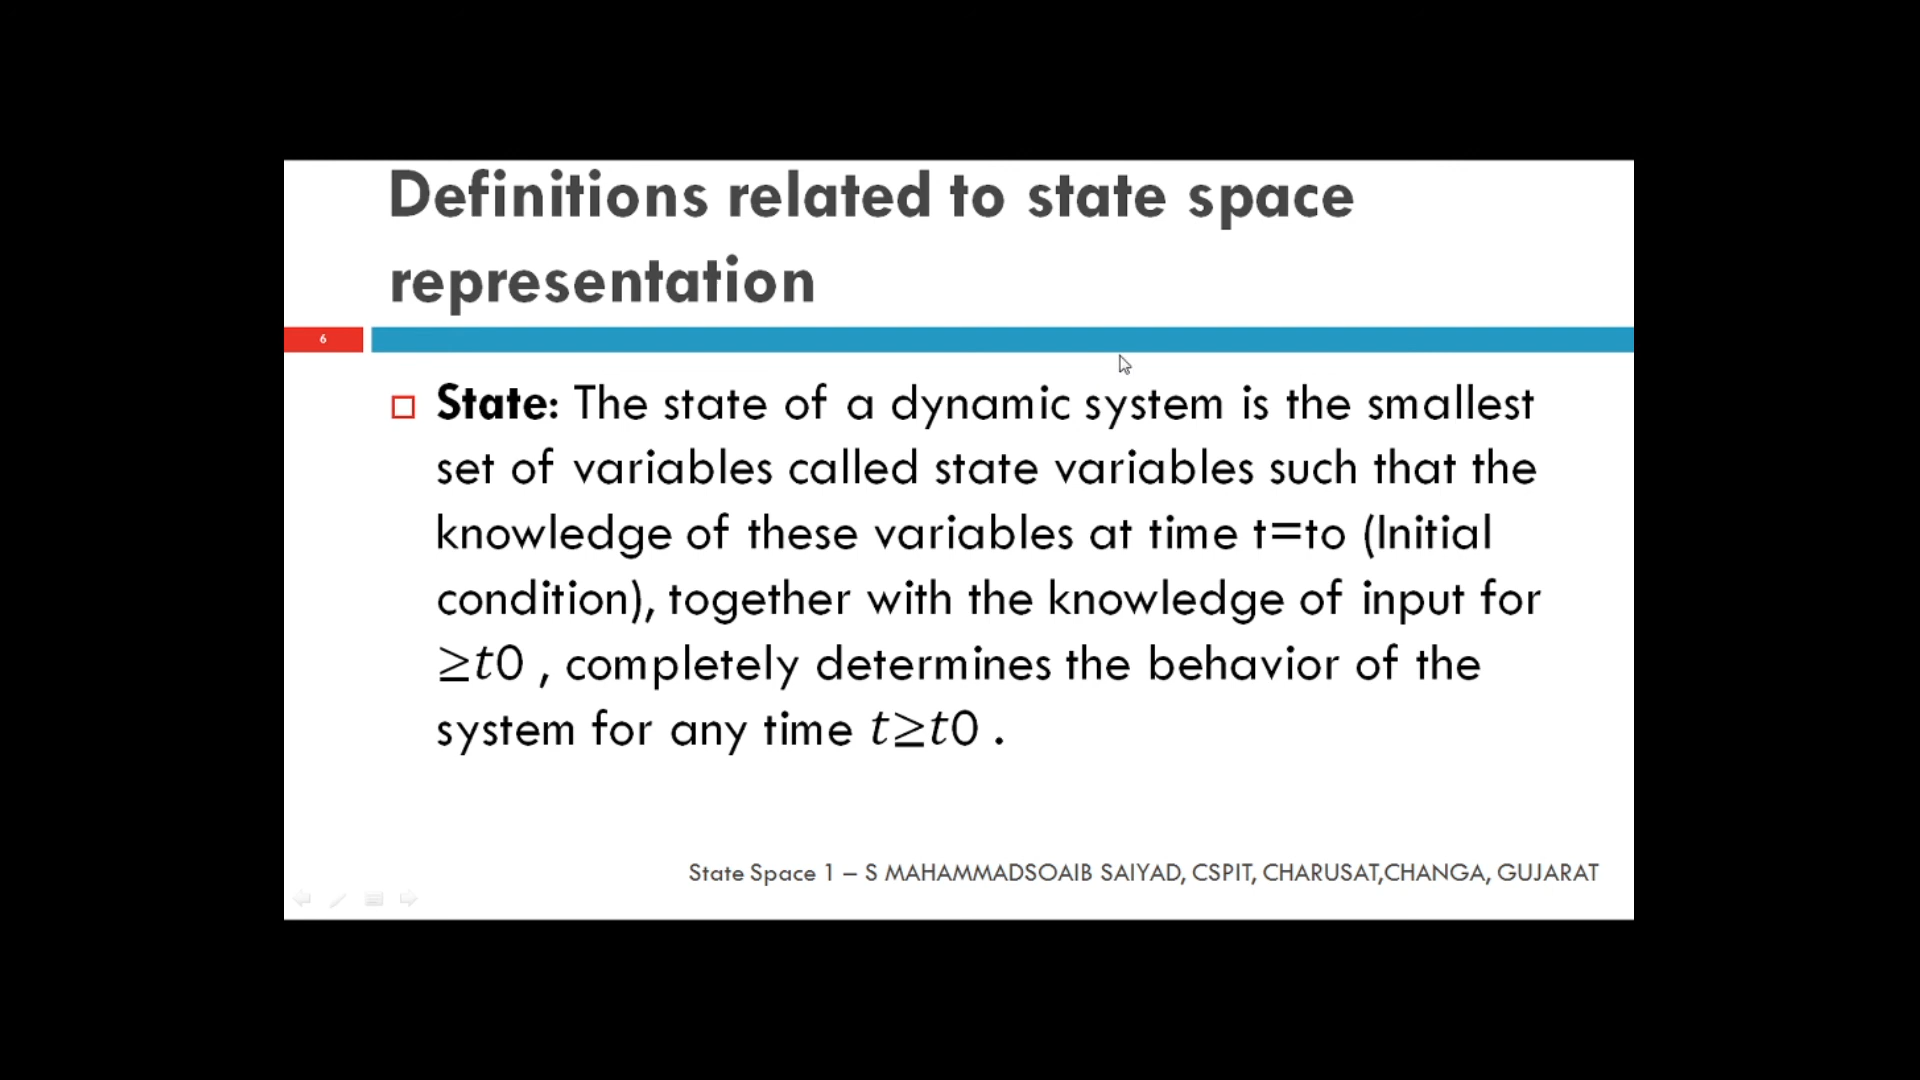 Definitions related to state space
representation
6
State: The state of a dynamic system is the smallest
set of variables called state variables such that the
knowledge of these variables at time t=to (Initial
condition), together with the knowledge of input for
≥t0 , completely determines the behavior of the
system for any time t≥t0 .
State Space 1 – S MAHAMMADSOAIB SAIYAD, CSPIT, CHARUSAT,CHANGA, GUJARAT